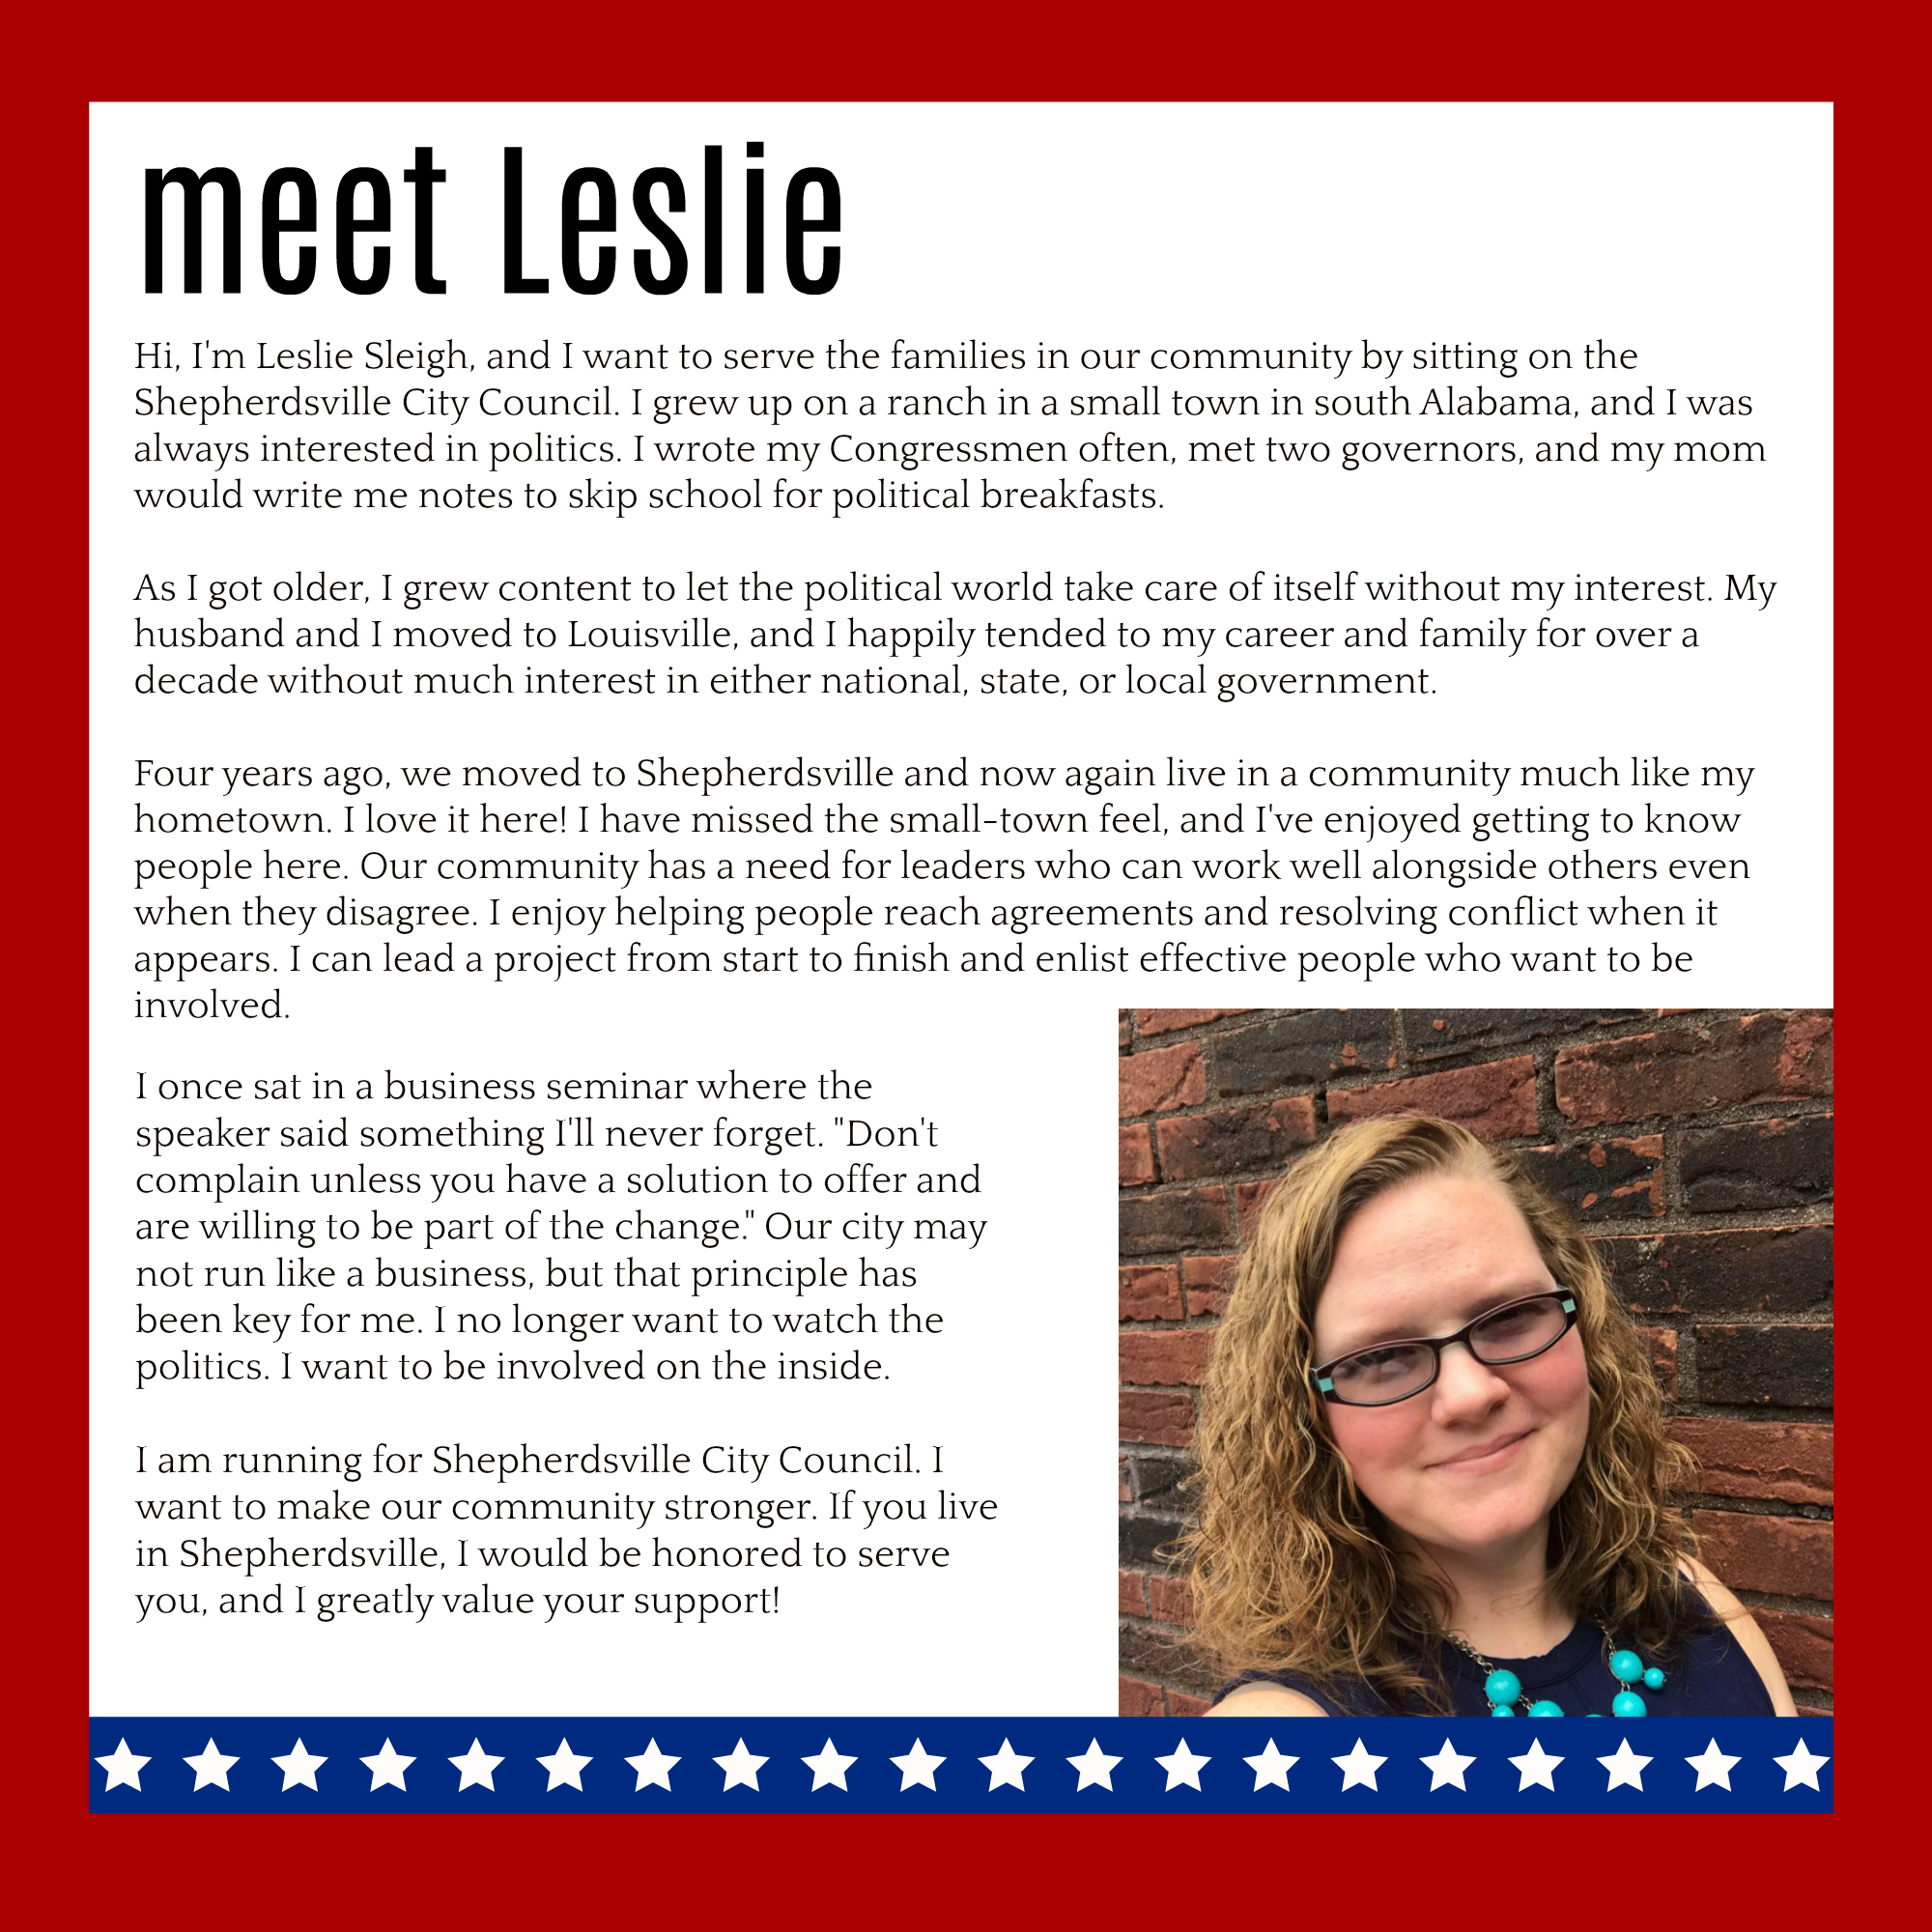 meet Leslie
Hi, I'm Leslie Sleigh, and I want to serve the families in our community by sitting on the
Shepherdsville City Council. I grew up on a ranch in a small town in south Alabama, and I was
always interested in politics. I wrote my Congressmen often, met two governors, and my mom
would write me notes to skip school for political breakfasts.
As I got older, I grew content to let the political world take care of itself without my interest. My
husband and I moved to Louisville, and I happily tended to my career and family for over a
decade without much interest in either national, state, or local government.
Four years ago, we moved to Shepherdsville and now again live in a community much like my
hometown. I love it here! I have missed the small-town feel, and I've enjoyed getting to know
people here. Our community has a need for leaders who can work well alongside others even
when they disagree. I enjoy helping people reach agreements and resolving conflict when it
appears. I can lead a project from start to finish and enlist effective people who want to be
involved.
I once sat in a business seminar where the
speaker said something I'll never forget. "Don't
complain unless you have a solution to offer and
are willing to be part of the change." Our city may
not run like a business, but that principle has
been key for me. I no longer want to watch the
politics. I want to be involved on the inside.
I am running for Shepherdsville City Council. I
want to make our community stronger. If you live
in Shepherdsville, I would be honored to serve
you, and I greatly value your support!